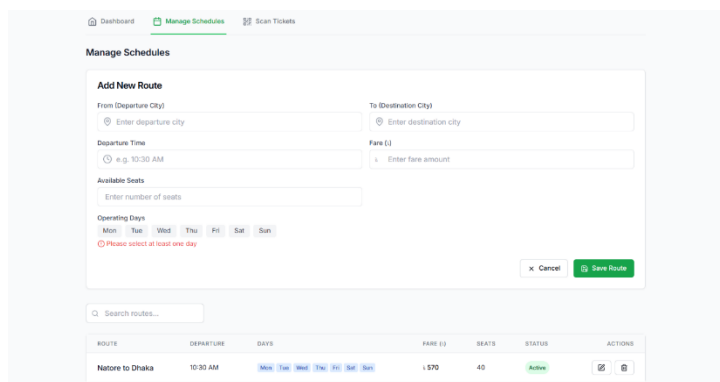 Dashboard Manage Schedules Scan Tickets
Manage Schedules
Add New Route
From (Departure City) To (Destination City)
Enter departure city Enter destination city
Departure Time Fare (৳)
e.g. 10:30 AM ৳ Enter fare amount
Available Seats
Enter number of seats
Operating Days
Mon Tue Wed Thu Fri Sat Sun
Please select at least one day
Cancel Save Route
Search routes...
ROUTE DEPARTURE DAYS FARE (৳) SEATS STATUS ACTIONS
Natore to Dhaka 10:30 AM Mon Tue Wed Thu Fri Sat Sun ৳ 570 40 Active